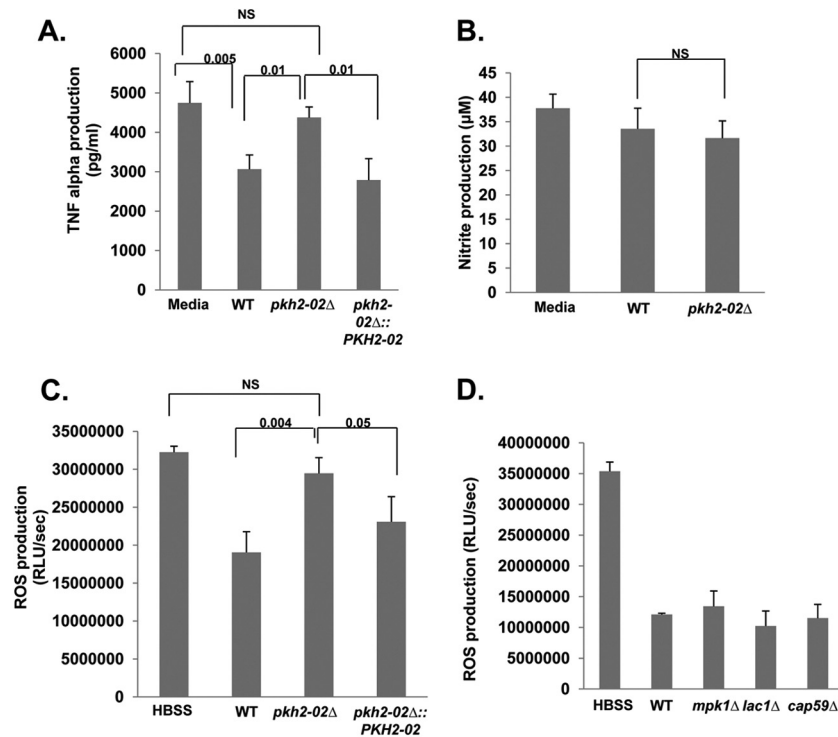 A.
NS
0.005
0.01
0.01
TNF alpha production
(pg/ml)
6000
5000
4000
3000
2000
1000
0
Media
WT
pkh2-02Δ
pkh2-
02Δ::
PKH2-02
B.
NS
Nitrite production (µM)
45
40
35
30
25
20
15
10
5
0
Media
WT
pkh2-02Δ
C.
NS
0.004
0.05
ROS production
(RLU/sec)
35000000
30000000
25000000
20000000
15000000
10000000
5000000
0
HBSS
WT
pkh2-02Δ
pkh2-02Δ::
PKH2-02
D.
ROS production (RLU/sec)
40000000
35000000
30000000
25000000
20000000
15000000
10000000
5000000
0
HBSS
WT
mpk1Δ
lac1Δ
cap59Δ